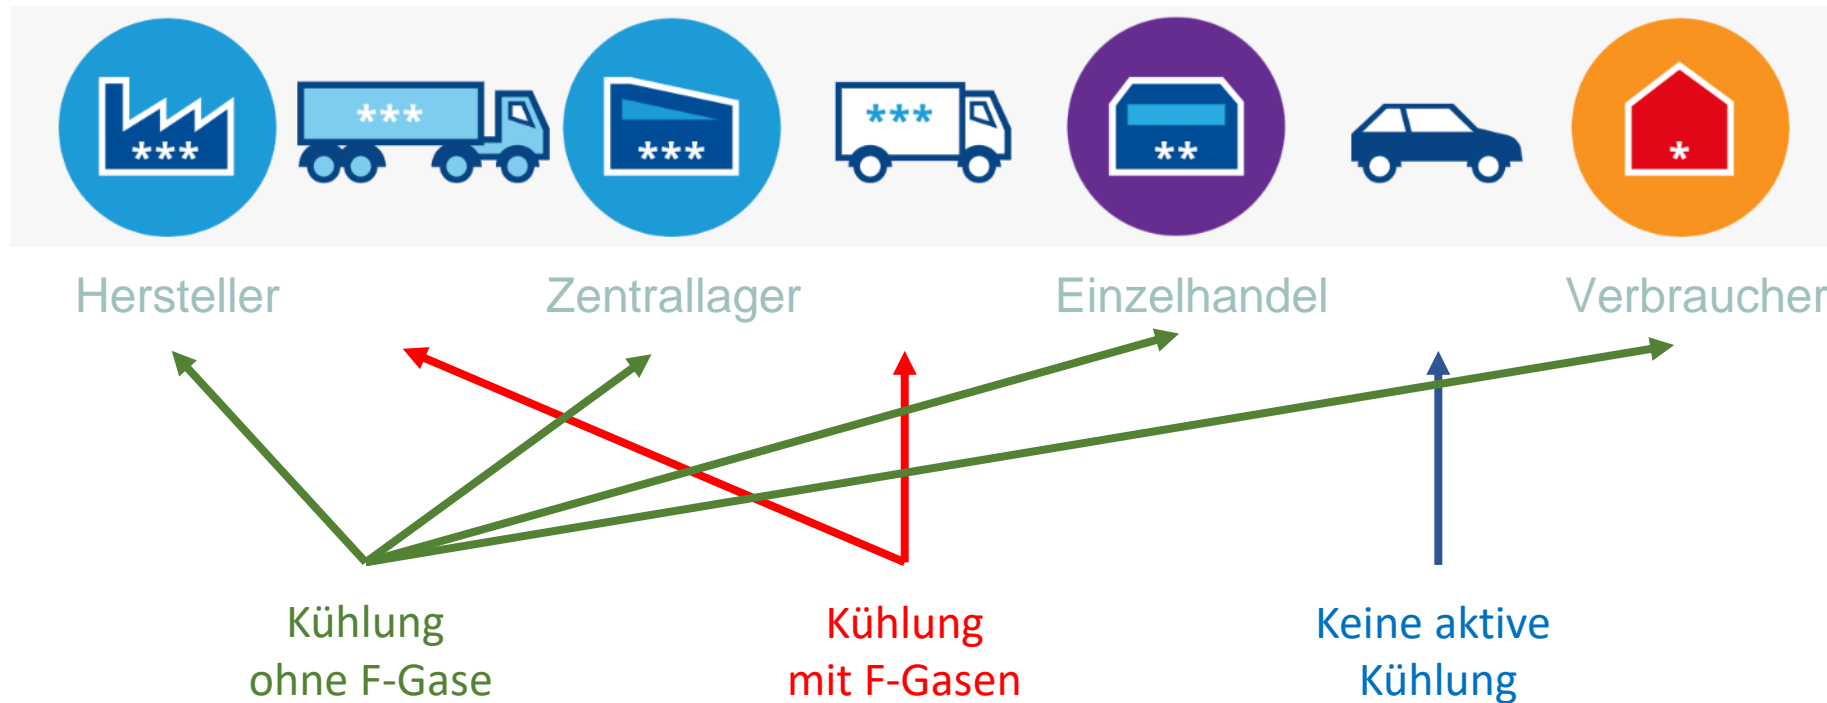 *** *** *** *** ** *
Hersteller Zentrallager Einzelhandel Verbraucher
Kühlung
ohne F-Gase
Kühlung
mit F-Gasen
Keine aktive
Kühlung